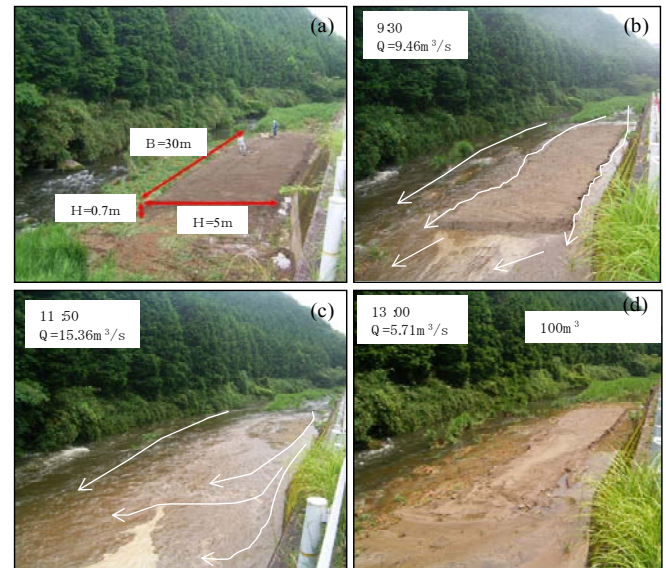 (a)
B=30m
H=0.7m
H=5m
(b)
9:30
Q=9.46m³/s
(c)
11:50
Q=15.36m³/s
(d)
13:00
Q=5.71m³/s
100m³